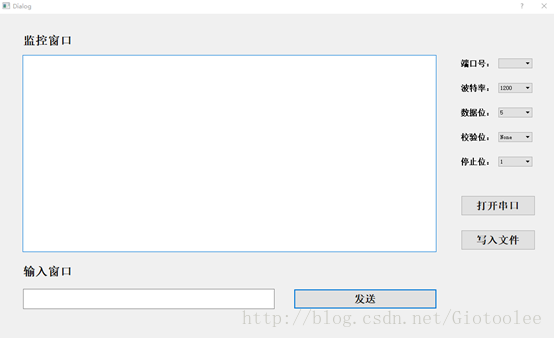 Dialog
监控窗口
端口号:
波特率: 1200
数据位: 5
校验位: None
停止位: 1
打开串口
写入文件
输入窗口
发送
http://blog.csdn.net/Giotoolee